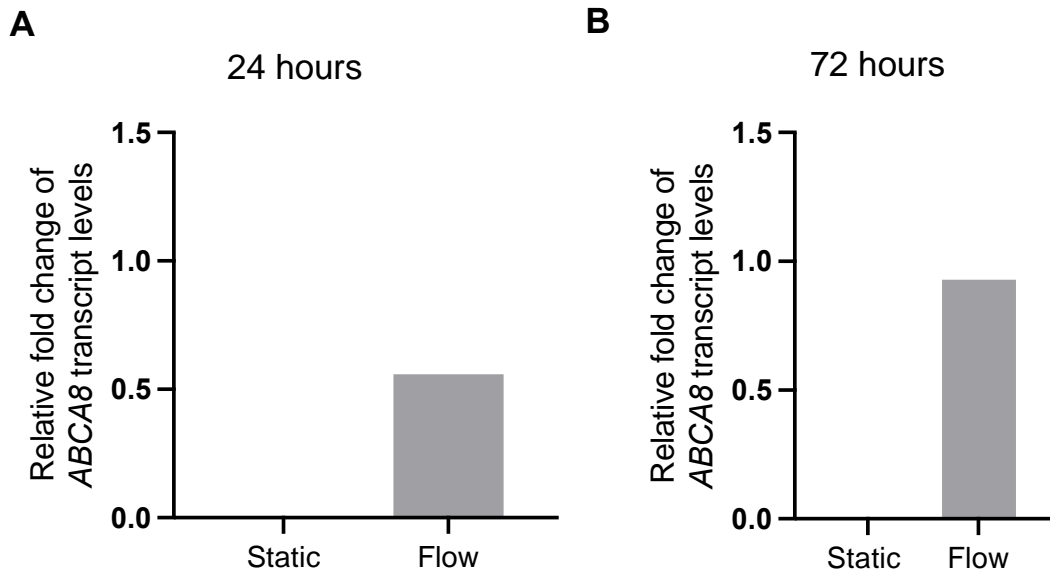 A
24 hours
Relative fold change of
ABCA8 transcript levels
1.5
1.0
0.5
0.0
Static Flow
B
72 hours
Relative fold change of
ABCA8 transcript levels
1.5
1.0
0.5
0.0
Static Flow